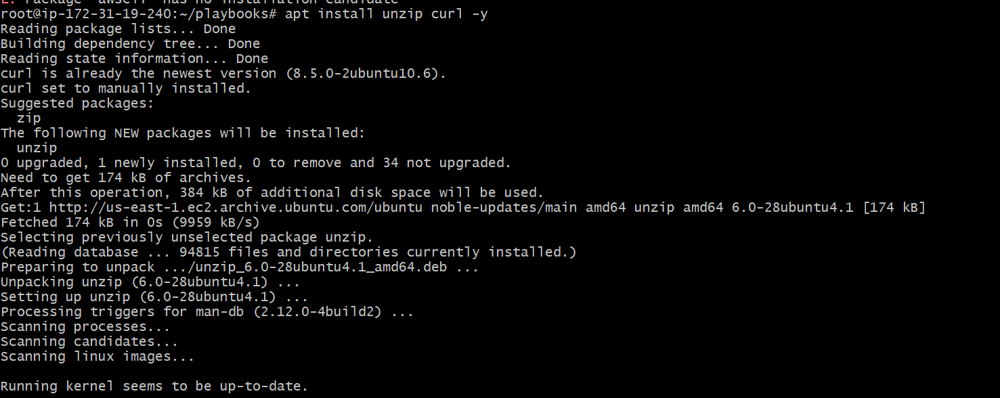 E: Package 'awscli' has no installation candidate
root@ip-172-31-19-240:~/playbooks# apt install unzip curl -y
Reading package lists... Done
Building dependency tree... Done
Reading state information... Done
curl is already the newest version (8.5.0-2ubuntu10.6).
curl set to manually installed.
Suggested packages:
  zip
The following NEW packages will be installed:
  unzip
0 upgraded, 1 newly installed, 0 to remove and 34 not upgraded.
Need to get 174 kB of archives.
After this operation, 384 kB of additional disk space will be used.
Get:1 http://us-east-1.ec2.archive.ubuntu.com/ubuntu noble-updates/main amd64 unzip amd64 6.0-28ubuntu4.1 [174 kB]
Fetched 174 kB in 0s (9959 kB/s)
Selecting previously unselected package unzip.
(Reading database ... 94815 files and directories currently installed.)
Preparing to unpack .../unzip_6.0-28ubuntu4.1_amd64.deb ...
Unpacking unzip (6.0-28ubuntu4.1) ...
Setting up unzip (6.0-28ubuntu4.1) ...
Processing triggers for man-db (2.12.0-4build2) ...
Scanning processes...
Scanning candidates...
Scanning linux images...
Running kernel seems to be up-to-date.